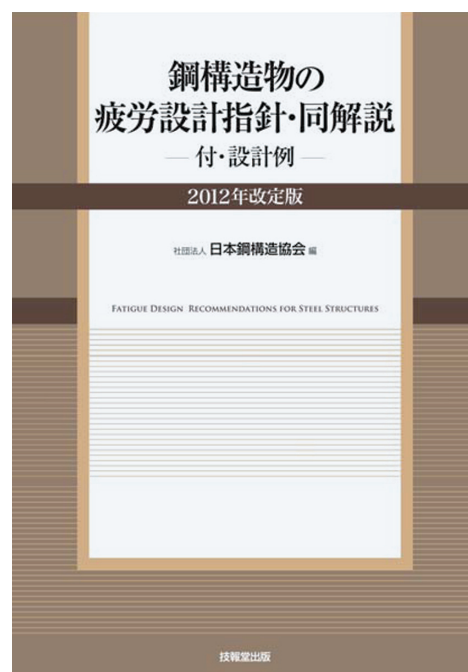 鋼構造物の
疲労設計指針・同解説
— 付・設計例 —
2012年改定版
社団法人 日本鋼構造協会 編
FATIGUE DESIGN RECOMMENDATIONS FOR STEEL STRUCTURES
技報堂出版